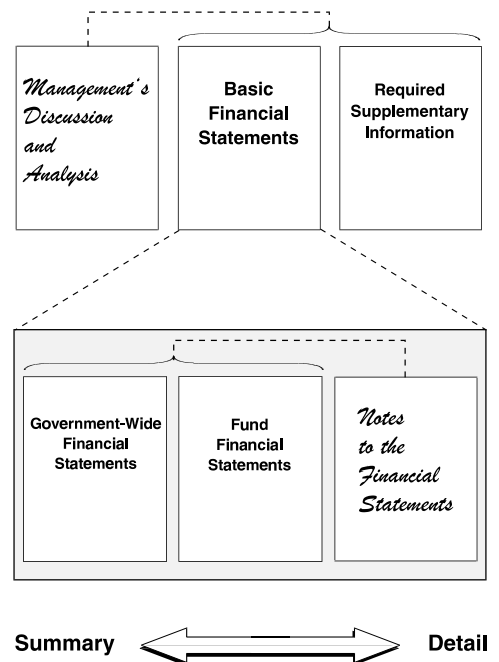 Management's
Discussion
and
Analysis
Basic
Financial
Statements
Required
Supplementary
Information
Government-Wide
Financial
Statements
Fund
Financial
Statements
Notes
to the
Financial
Statements
Summary
Detail